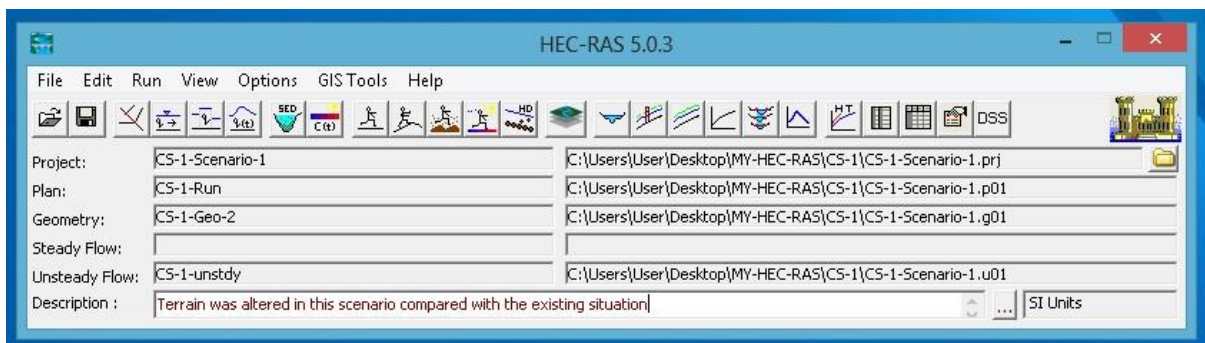 HEC-RAS 5.0.3
File Edit Run View Options GIS Tools Help
SED C(t) HD HT DSS
Project: CS-1-Scenario-1 C:\Users\User\Desktop\MY-HEC-RAS\CS-1\CS-1-Scenario-1.prj
Plan: CS-1-Run C:\Users\User\Desktop\MY-HEC-RAS\CS-1\CS-1-Scenario-1.p01
Geometry: CS-1-Geo-2 C:\Users\User\Desktop\MY-HEC-RAS\CS-1\CS-1-Scenario-1.g01
Steady Flow:
Unsteady Flow: CS-1-unstdy C:\Users\User\Desktop\MY-HEC-RAS\CS-1\CS-1-Scenario-1.u01
Description : Terrain was altered in this scenario compared with the existing situation ... SI Units